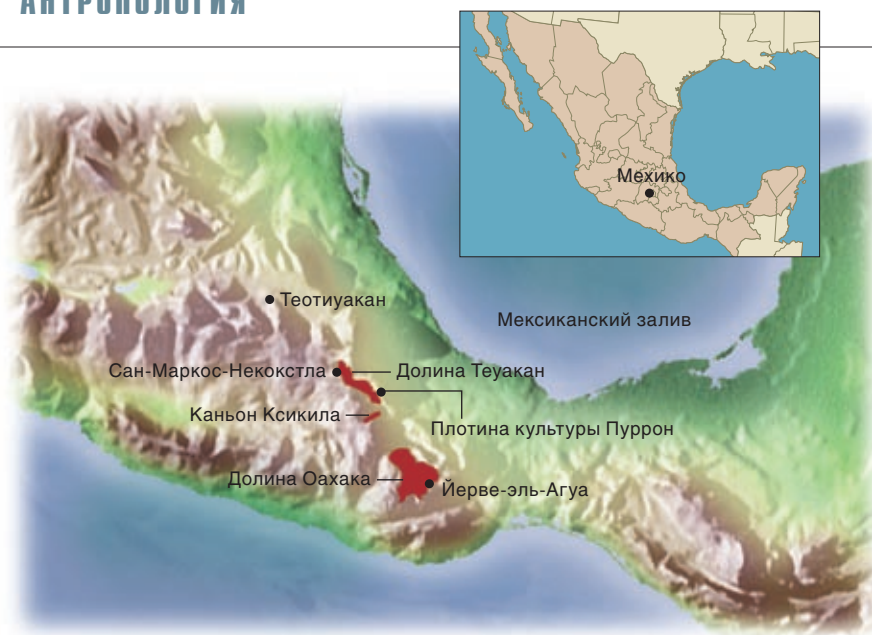 АНТРОПОЛОГИЯ
Мехико
Теотиуакан
Мексиканский залив
Сан-Маркос-Некокстла
Долина Теуакан
Каньон Ксикила
Плотина культуры Пуррон
Долина Оахака
Йерве-эль-Агуа